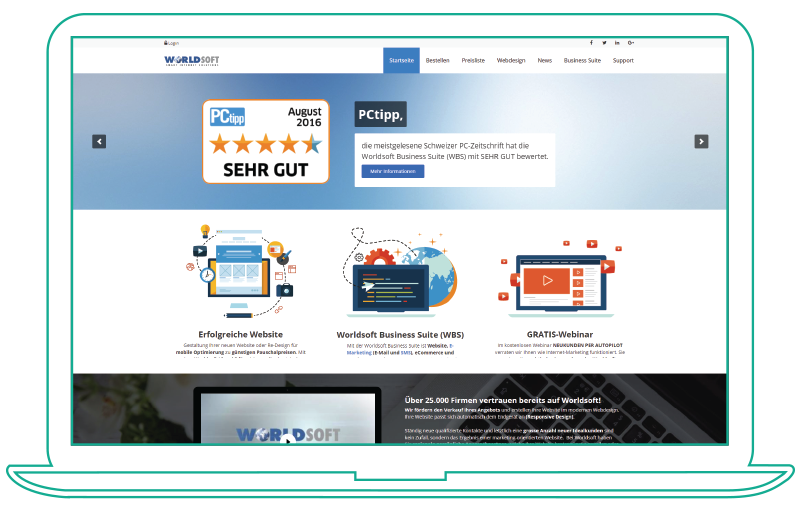 Login
WORLDSOFT
SMART INTERNET SOLUTIONS
Startseite Bestellen Preisliste Webdesign News Business Suite Support
PCtipp
August
2016
SEHR GUT
PCtipp,
die meistgelesene Schweizer PC-Zeitschrift hat die
Worldsoft Business Suite (WBS) mit SEHR GUT bewertet.
Mehr Informationen
Erfolgreiche Website
Gestaltung Ihrer neuen Website oder Re-Design für
mobile Optimierung zu günstigen Pauschalpreisen. Mit
Worldsoft Business Suite (WBS)
Mit der Worldsoft Business Suite ist Website, E-
Marketing (E-Mail und SMS), eCommerce und
GRATIS-Webinar
Im kostenlosen Webinar NEUKUNDEN PER AUTOPILOT
verraten wir Ihnen wie Internet-Marketing funktioniert. Sie
WORLDSOFT
Über 25.000 Firmen vertrauen bereits auf Worldsoft!
Wir fördern den Verkauf Ihres Angebots und erstellen Ihre Website im modernen Webdesign.
Ihre Website passt sich automatisch dem Endgerät an (Responsive Design).
Ständig neue qualifizierte Kontakte und letztlich eine grosse Anzahl neuer Idealkunden sind
kein Zufall, sondern das Ergebnis einer marketing-orientierten Website. Bei Worldsoft haben